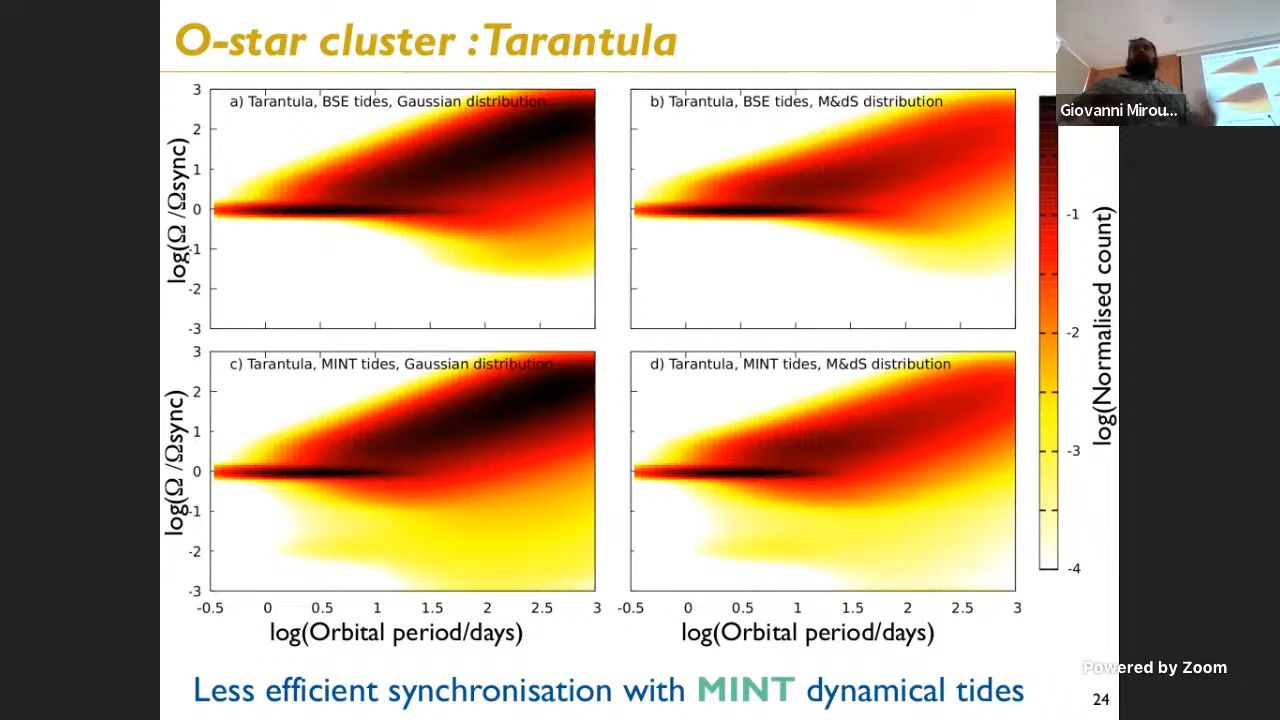 O-star cluster : Tarantula
Giovanni Mirou...
a) Tarantula, BSE tides, Gaussian distribution
b) Tarantula, BSE tides, M&dS distribution
3
2
1
0
-1
-2
-3
log(Ω /Ωsync)
c) Tarantula, MINT tides, Gaussian distribution
d) Tarantula, MINT tides, M&dS distribution
3
2
1
0
-1
-2
-3
log(Ω /Ωsync)
-1
-2
-3
-4
log(Normalised count)
-0.5 0 0.5 1 1.5 2 2.5 3
-0.5 0 0.5 1 1.5 2 2.5 3
log(Orbital period/days)
log(Orbital period/days)
Powered by Zoom
Less efficient synchronisation with MINT dynamical tides
24